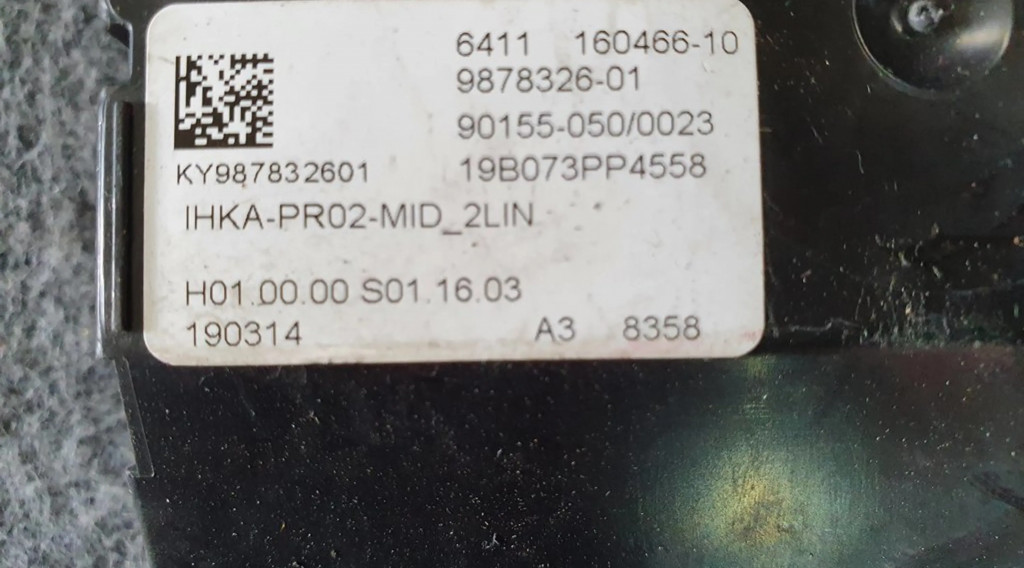 6411 160466-10
9878326-01
90155-050/0023
KY987832601 19B073PP4558
IHKA-PR02-MID_2LIN
H01.00.00 S01.16.03
190314 A3 8358